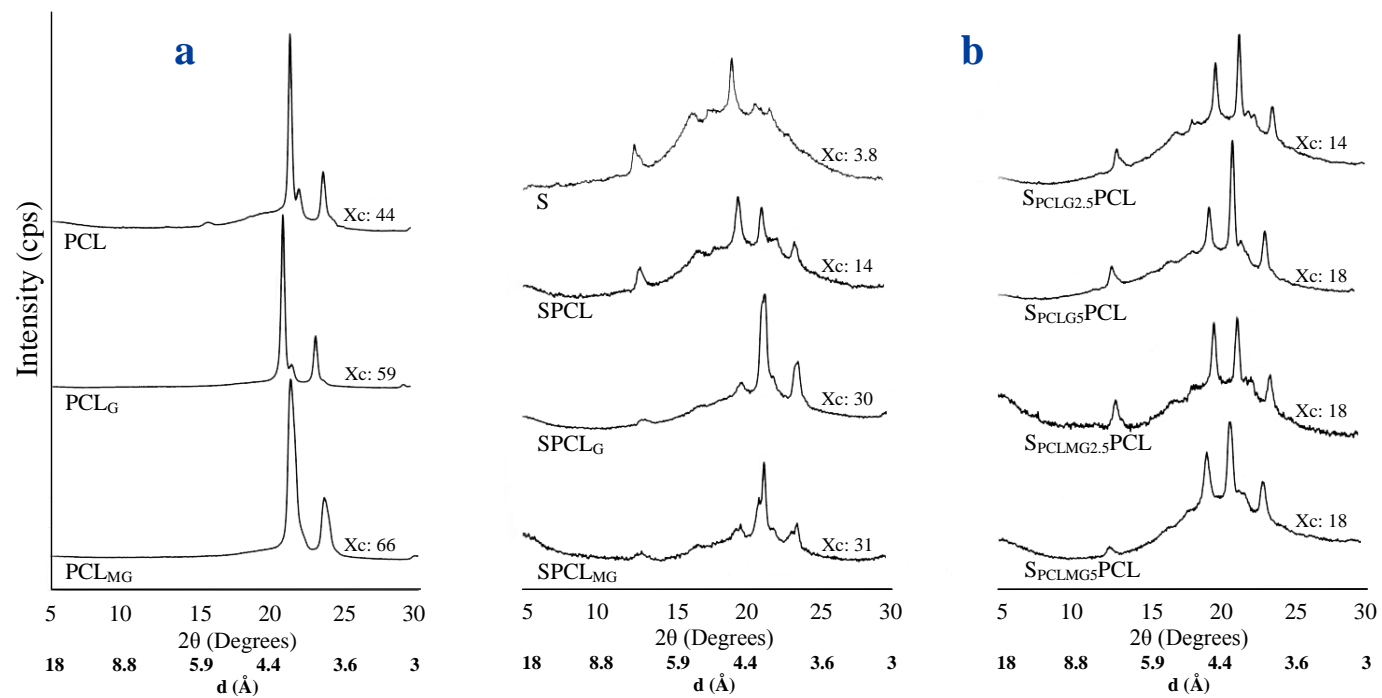 a
b
Intensity (cps)
Xc: 44
PCL
Xc: 59
PCLG
Xc: 66
PCLMG
5 10 15 20 25 30
2θ (Degrees)
18 8.8 5.9 4.4 3.6 3
d (Å)
Xc: 3.8
S
Xc: 14
SPCL
Xc: 30
SPCLG
Xc: 31
SPCLMG
5 10 15 20 25 30
2θ (Degrees)
18 8.8 5.9 4.4 3.6 3
d (Å)
Xc: 14
SPCLG2.5PCL
Xc: 18
SPCLG5PCL
Xc: 18
SPCLMG2.5PCL
Xc: 18
SPCLMG5PCL
5 10 15 20 25 30
2θ (Degrees)
18 8.8 5.9 4.4 3.6 3
d (Å)